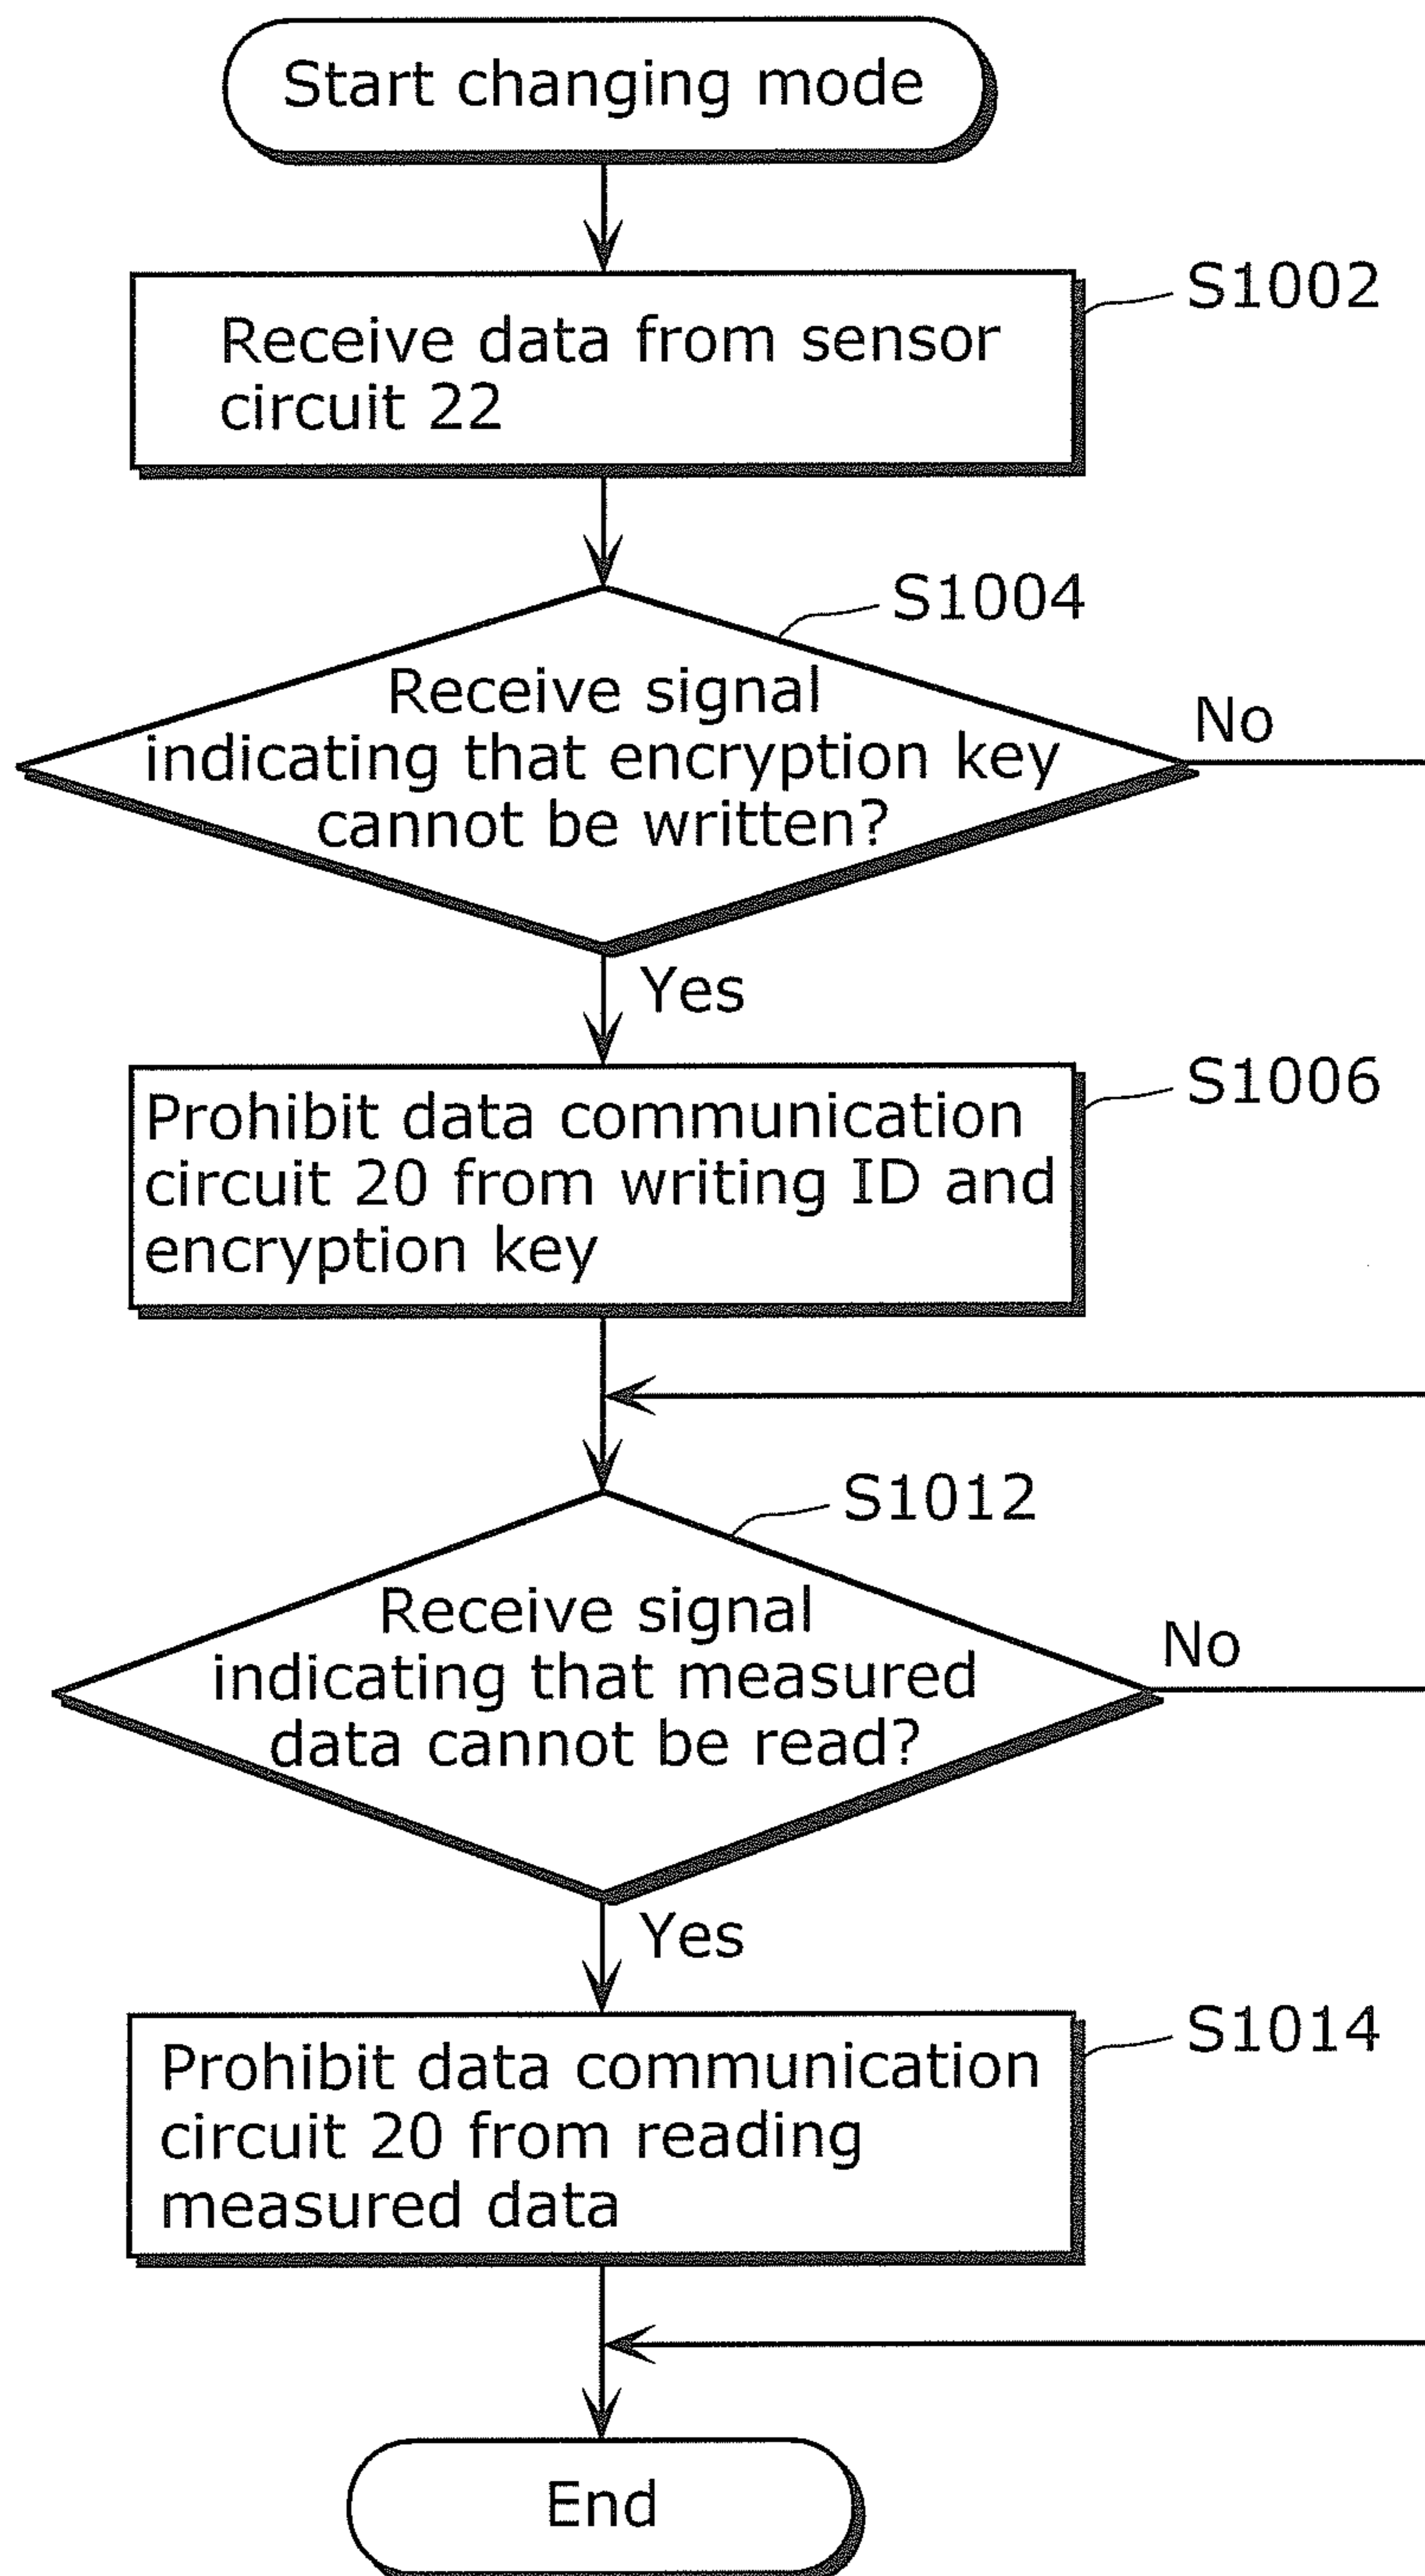 Start changing mode
S1002
Receive data from sensor
circuit 22
S1004
Receive signal
indicating that encryption key
cannot be written?
No
Yes
S1006
Prohibit data communication
circuit 20 from writing ID and
encryption key
S1012
Receive signal
indicating that measured
data cannot be read?
No
Yes
S1014
Prohibit data communication
circuit 20 from reading
measured data
End